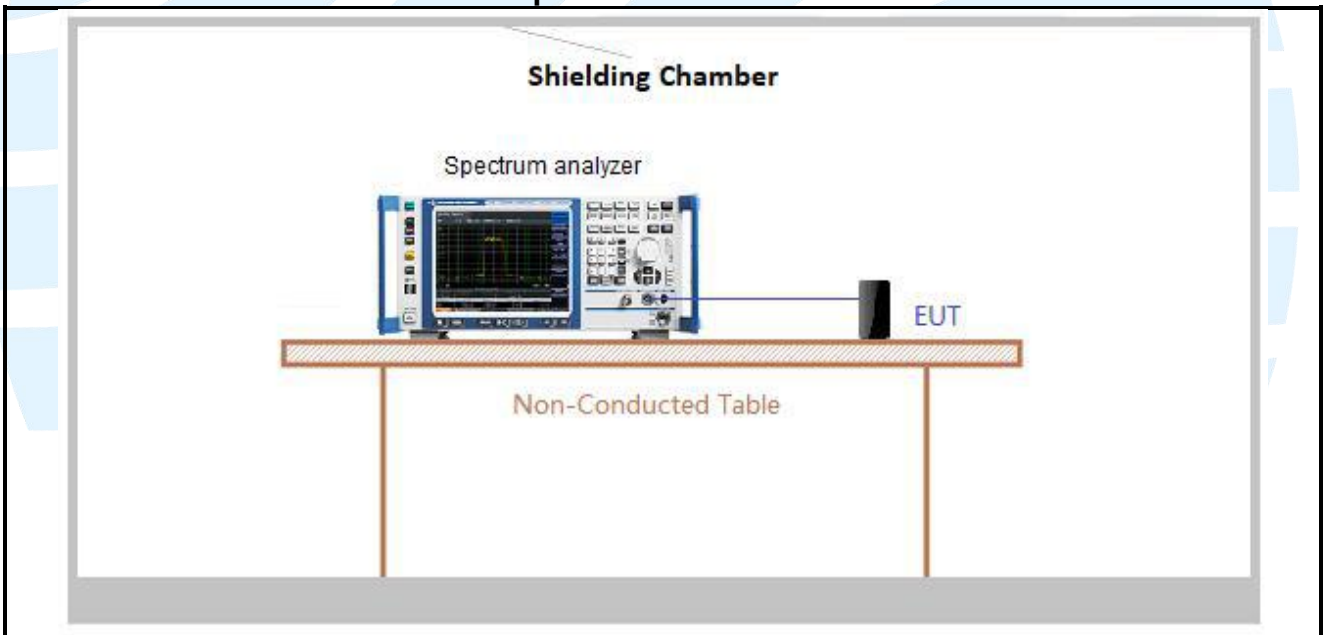 Shielding Chamber
Spectrum analyzer
EUT
Non-Conducted Table